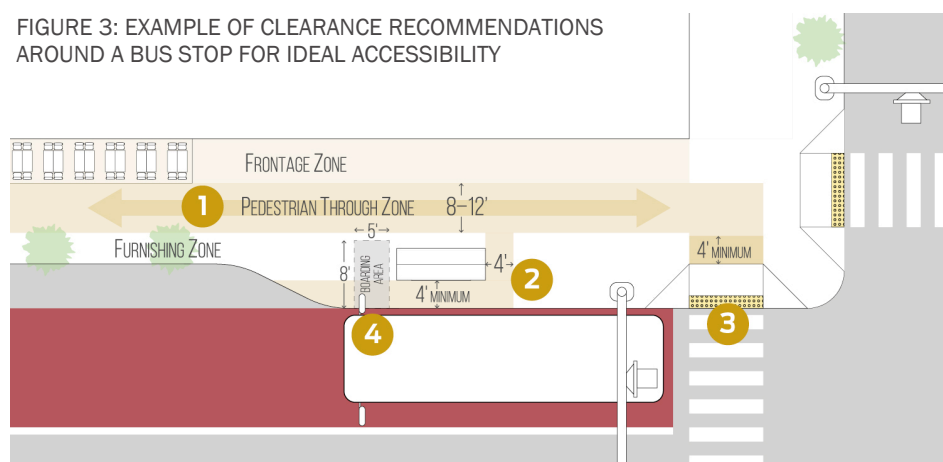 FIGURE 3: EXAMPLE OF CLEARANCE RECOMMENDATIONS
AROUND A BUS STOP FOR IDEAL ACCESSIBILITY
FRONTAGE ZONE
1
PEDESTRIAN THROUGH ZONE
8–12'
FURNISHING ZONE
5'
8'
BOARDING
AREA
4'
2
4' MINIMUM
4' MINIMUM
3
4